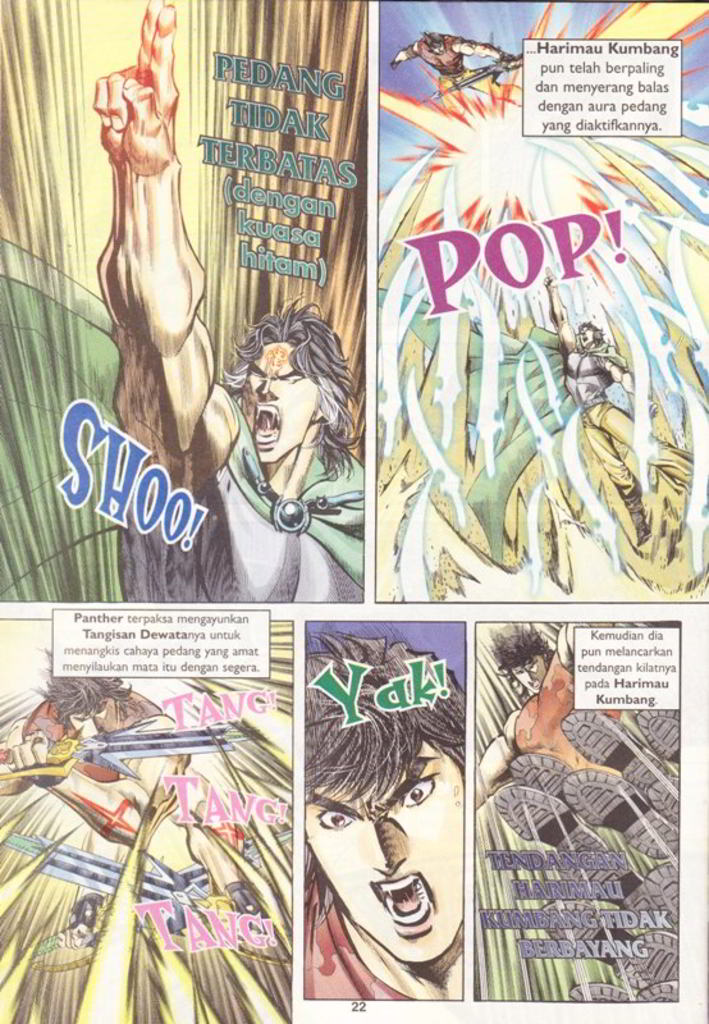 PEDANG
TIDAK
TERBATAS
(dengan
kuasa
hitam)
SHOO!
...Harimau Kumbang
pun telah berpaling
dan menyerang balas
dengan aura pedang
yang diaktifkannya.
POP!
Panther terpaksa mengayunkan
Tangisan Dewatanya untuk
menangkis cahaya pedang yang amat
menyilaukan mata itu dengan segera.
TANG!
TANG!
TANG!
Yak!
Kemudian dia
pun melancarkan
tendangan kilatnya
pada Harimau
Kumbang.
TENDANGAN
HARIMAU
KUMBANG TIDAK
BERBAYANG
22